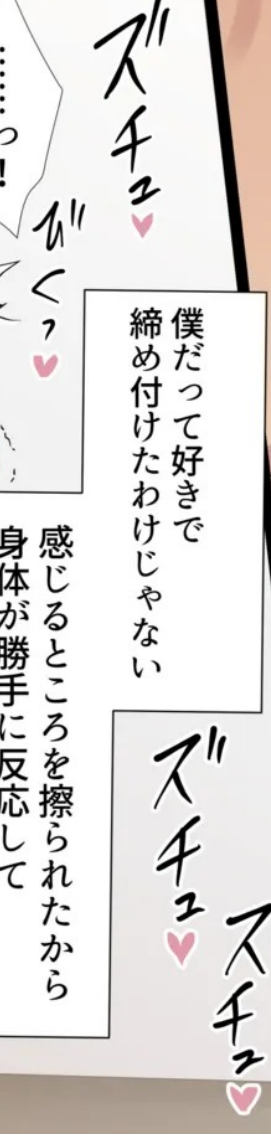 ズチュ
……っ！
びくっ
僕だって好きで
締め付けたわけじゃない
感じるところを擦られたから
身体が勝手に反応して
ズチュ
ズチュ